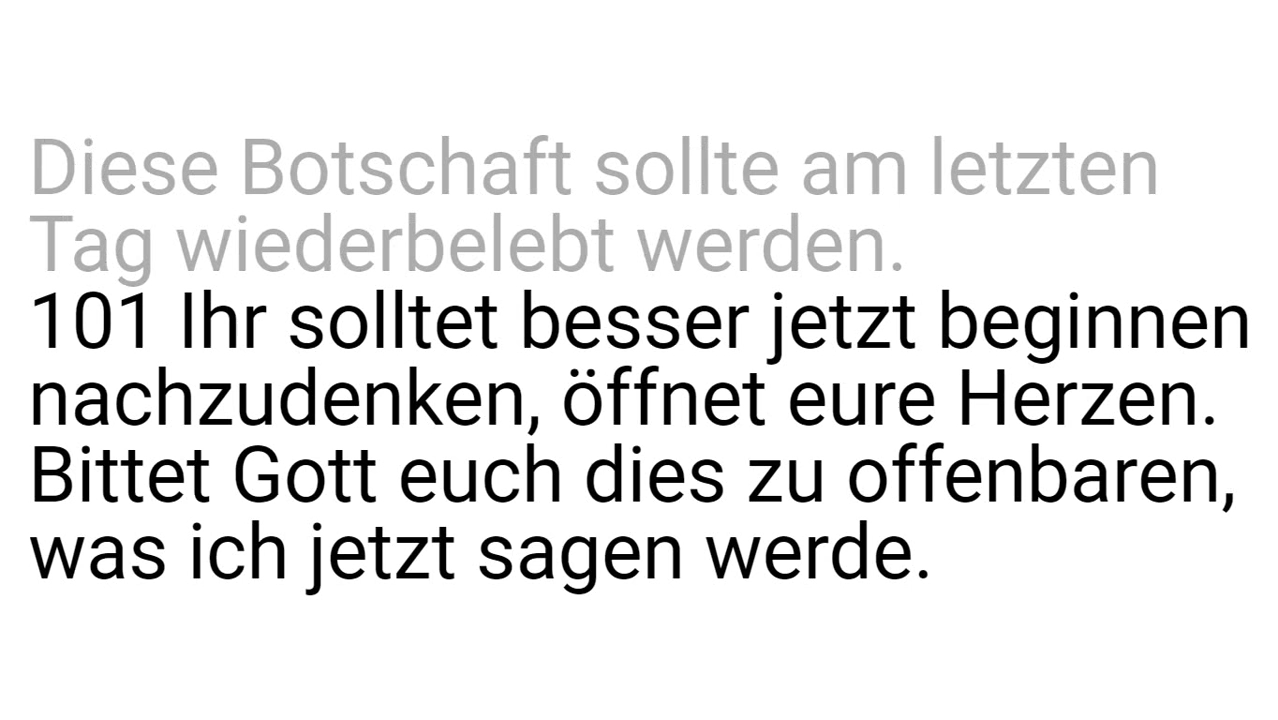 Diese Botschaft sollte am letzten
Tag wiederbelebt werden.
101 Ihr solltet besser jetzt beginnen
nachzudenken, öffnet eure Herzen.
Bittet Gott euch dies zu offenbaren,
was ich jetzt sagen werde.